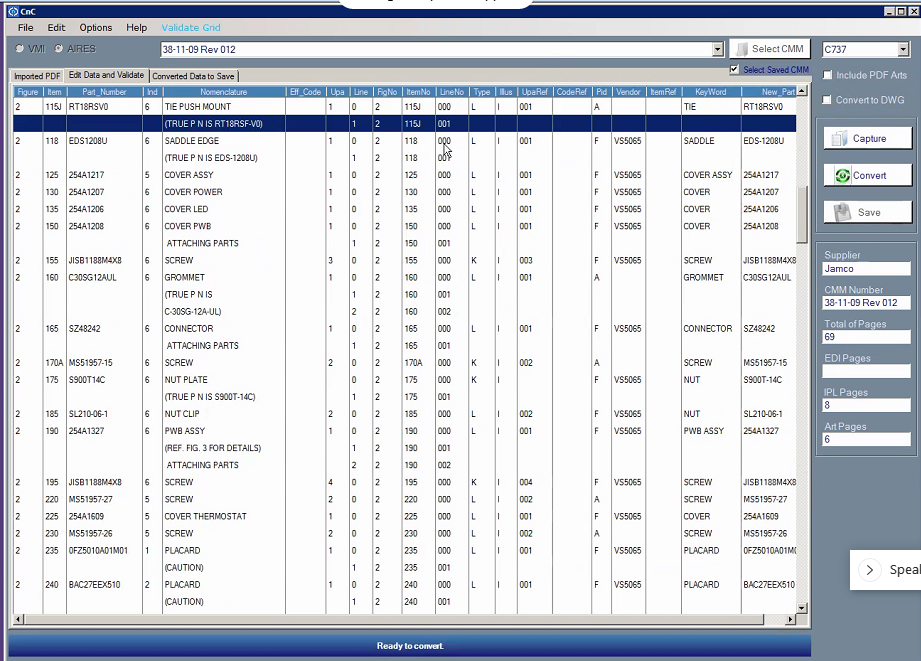 CnC
File Edit Options Help Validate Grid
VMI AIRES 38-11-09 Rev 012 Select CMM C737
Imported PDF Edit Data and Validate Converted Data to Save Select Saved CMM Include PDF Arts
Figure Item Part_Number Ind Nomenclature Eff_Code Upa Line FigNo ItemNo LineNo Type Illus UpaRef CodeRef Pid Vendor ItemRef KeyWord New_Part
2 115J RT18RSV0 6 TIE PUSH MOUNT 1 0 2 115J 000 L I 001 A TIE RT18RSV0
(TRUE P N IS RT18RSF-V0) 1 2 115J 001
2 118 EDS1208U 6 SADDLE EDGE 1 0 2 118 000 L I 001 F VS5065 SADDLE EDS-1208U
(TRUE P N IS EDS-1208U) 1 2 118 001
2 125 254A1217 5 COVER ASSY 1 0 2 125 000 L I 001 F VS5065 COVER ASSY 254A1217
2 130 254A1207 6 COVER POWER 1 0 2 130 000 L I 001 F VS5065 COVER 254A1207
2 135 254A1206 6 COVER LED 1 0 2 135 000 L I 001 F VS5065 COVER 254A1206
2 150 254A1208 6 COVER PWB 1 0 2 150 000 L I 001 F VS5065 COVER 254A1208
ATTACHING PARTS 1 2 150 001
2 155 JISB1188M4X8 6 SCREW 3 0 2 155 000 K I 003 F VS5065 SCREW JISB1188M4X8
2 160 C30SG12AUL 6 GROMMET 1 0 2 160 000 L I 001 A GROMMET C30SG12AUL
(TRUE P N IS 1 2 160 001
C-30SG-12A-UL) 2 2 160 002
2 165 SZ48242 6 CONNECTOR 1 0 2 165 000 L I 001 F VS5065 CONNECTOR SZ48242
ATTACHING PARTS 1 2 165 001
2 170A MS51957-15 6 SCREW 2 0 2 170A 000 K I 002 A SCREW MS51957-15
2 175 S900T14C 6 NUT PLATE 0 2 175 000 K I F VS5065 NUT S900T-14C
(TRUE P N IS S900T-14C) 1 2 175 001
2 185 SL210-06-1 6 NUT CLIP 2 0 2 185 000 L I 002 F VS5065 NUT SL210-06-1
2 190 254A1327 6 PWB ASSY 1 0 2 190 000 L I 001 F VS5065 PWB ASSY 254A1327
(REF. FIG. 3 FOR DETAILS) 1 2 190 001
ATTACHING PARTS 2 2 190 002
2 195 JISB1188M4X8 6 SCREW 4 0 2 195 000 K I 004 F VS5065 SCREW JISB1188M4X8
2 220 MS51957-27 5 SCREW 2 0 2 220 000 L I 002 A SCREW MS51957-27
2 225 254A1609 5 COVER THERMOSTAT 1 0 2 225 000 L I 001 F VS5065 COVER 254A1609
2 230 MS51957-26 5 SCREW 2 0 2 230 000 L I 002 A SCREW MS51957-26
2 235 0FZ5010A01M01 1 PLACARD 1 0 2 235 000 L I 001 F VS5065 PLACARD 0FZ5010A01M
(CAUTION) 1 2 235 001
2 240 BAC27EEX510 2 PLACARD 1 0 2 240 000 L I 001 F VS5065 PLACARD BAC27EEX510
(CAUTION) 1 2 240 001
Convert to DWG
Capture
Convert
Save
Supplier
Jamco
CMM Number
38-11-09 Rev 012
Total of Pages
69
EDI Pages
IPL Pages
8
Art Pages
6
Speal
Ready to convert.